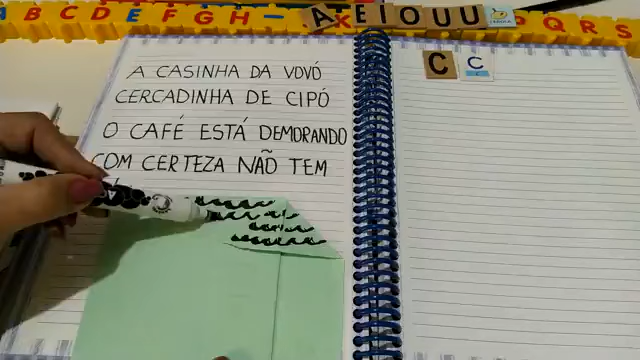 A B C D E F G H A K E I O U U P Q R S
C C
A CASINHA DA VOVÓ
CERCADINHA DE CIPÓ
O CAFÉ ESTÁ DEMORANDO
COM CERTEZA NÃO TEM